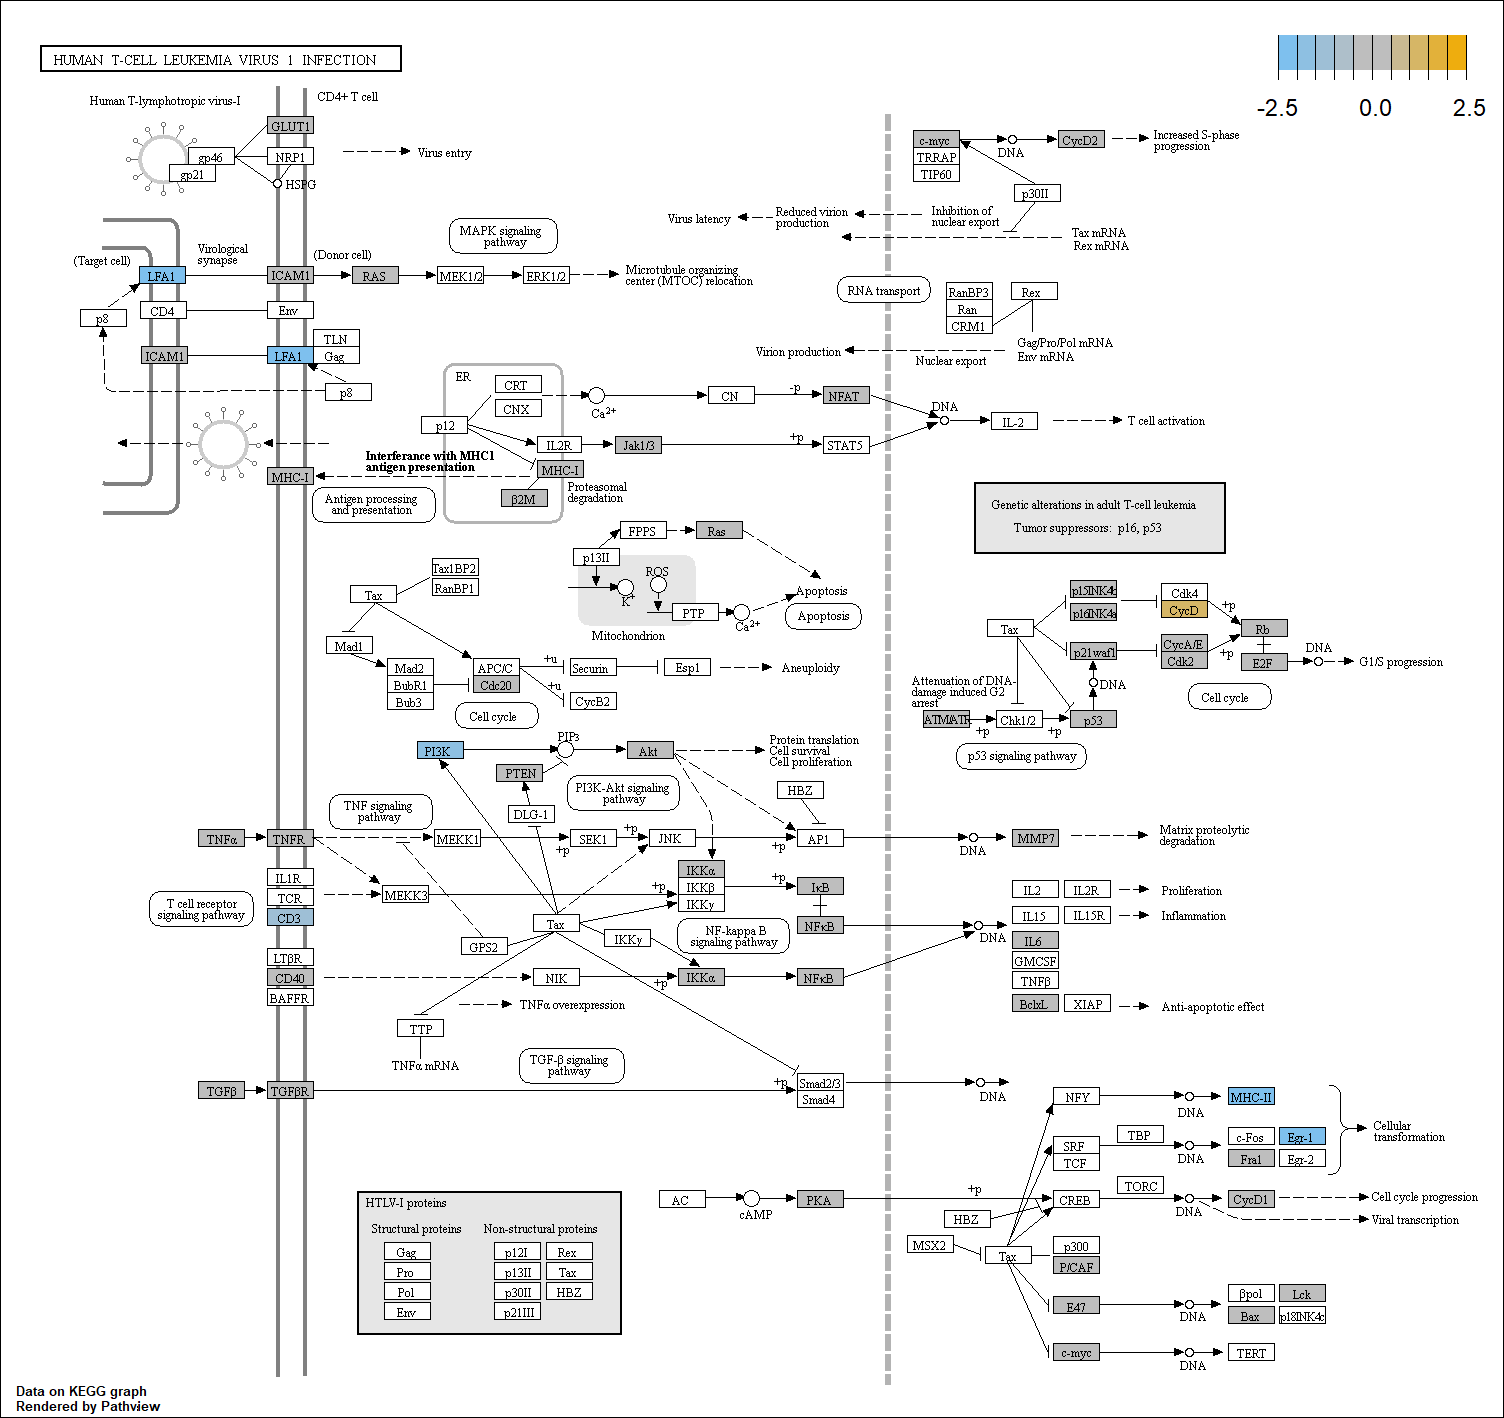 HUMAN T-CELL LEUKEMIA VIRUS 1 INFECTION
-2.5 0.0 2.5
Human T-lymphotropic virus-I
CD4+ T cell
GLUT1
gp46
NRP1
Virus entry
gp21
HSPG
c-myc
DNA
CycD2
Increased S-phase
progression
TRRAP
TIP60
p30II
Virus latency
Reduced virion
production
Inhibition of
nuclear export
Tax mRNA
Rex mRNA
MAPK signaling
pathway
(Target cell)
Virological
synapse
(Donor cell)
LFA1
ICAM1
RAS
MEK1/2
ERK1/2
Microtubule organizing
center (MTOC) relocation
CD4
Env
p8
ICAM1
LFA1
TLN
Gag
p8
RNA transport
RanBP3
Ran
CRM1
Rex
Gag/Pro/Pol mRNA
Env mRNA
Virion production
Nuclear export
ER
CRT
CNX
p12
Ca2+
CN
-p
NFAT
IL2R
Jak1/3
+p
STAT5
DNA
IL-2
T cell activation
Interferance with MHC1
antigen presentation
MHC-I
MHC-I
β2M
Proteasomal
degradation
Antigen processing
and presentation
Genetic alterations in adult T-cell leukemia
Tumor suppressors: p16, p53
FPPS
Ras
p13II
ROS
K+
PTP
Ca2+
Mitochondrion
Apoptosis
Apoptosis
Tax1BP2
RanBP1
Tax
Mad1
Mad2
BubR1
Bub3
APC/C
Cdc20
+u
+u
Securin
CycB2
Esp1
Aneuploidy
Cell cycle
p15INK4c
p16INK4a
Cdk4
CycD
+p
Tax
p21waf1
CycA/E
Cdk2
+p
Rb
E2F
DNA
G1/S progression
DNA
Attenuation of DNA-
damage induced G2
arrest
ATM/ATR
+p
Chk1/2
+p
p53
Cell cycle
p53 signaling pathway
PI3K
PIP3
Akt
Protein translation
Cell survival
Cell proliferation
PTEN
PI3K-Akt signaling
pathway
DLG-1
HBZ
TNF signaling
pathway
TNFα
TNFR
MEKK1
+p
SEK1
+p
JNK
+p
AP1
DNA
MMP7
Matrix proteolytic
degradation
IL1R
TCR
CD3
T cell receptor
signaling pathway
MEKK3
+p
IKKα
IKKβ
IKKγ
+p
IκB
NFκB
Tax
GPS2
IKKγ
NF-kappa B
signaling pathway
DNA
IL2
IL2R
Proliferation
IL15
IL15R
Inflammation
IL6
GMCSF
TNFβ
BclxL
XIAP
Anti-apoptotic effect
LTβR
CD40
BAFFR
NIK
+p
IKKα
NFκB
TNFα overexpression
TTP
TNFα mRNA
TGF-β signaling
pathway
TGFβ
TGFβR
+p
Smad2/3
Smad4
DNA
NFY
DNA
MHC-II
SRF
TCF
TBP
DNA
c-Fos
Egr-1
Fra1
Egr-2
Cellular
transformation
AC
cAMP
PKA
+p
CREB
TORC
DNA
CycD1
Cell cycle progression
Viral transcription
HBZ
MSX2
Tax
p300
P/CAF
E47
DNA
βpol
Lck
Bax
p18INK4c
c-myc
DNA
TERT
HTLV-I proteins
Structural proteins
Non-structural proteins
Gag
p12I
Rex
Pro
p13II
Tax
Pol
p30II
HBZ
Env
p21III
Data on KEGG graph
Rendered by Pathview